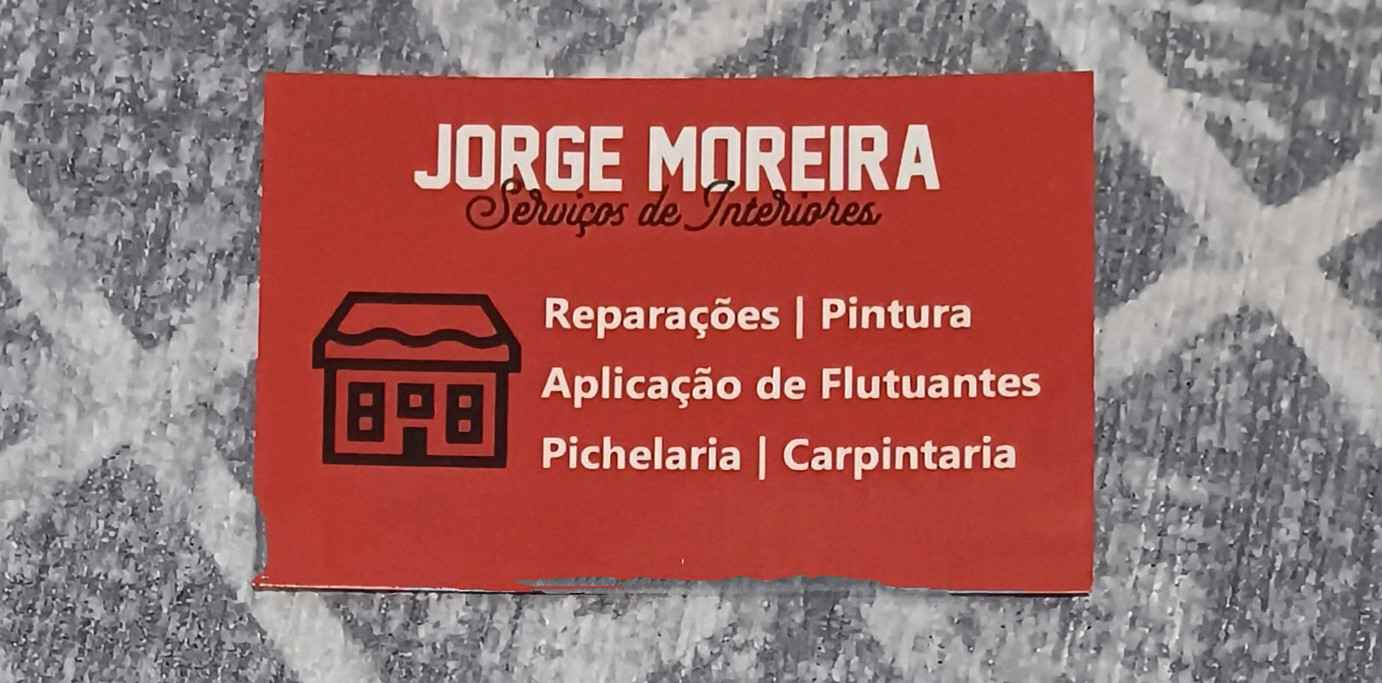 JORGE MOREIRA
Serviços de Interiores
Reparações | Pintura
Aplicação de Flutuantes
Pichelaria | Carpintaria